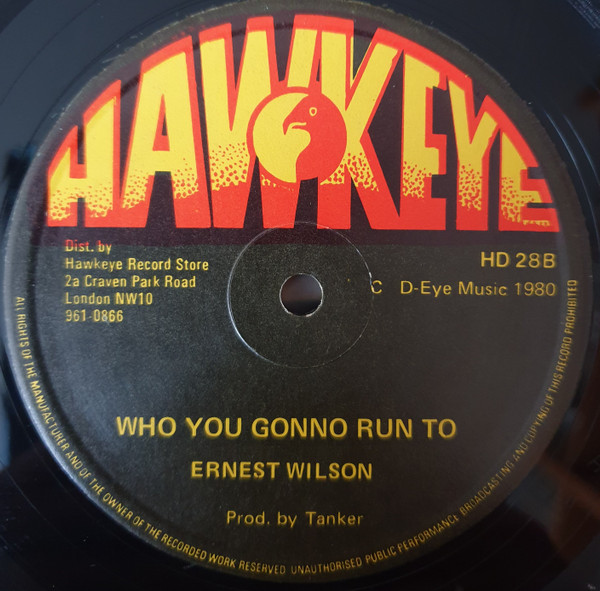 HAWKEYE
Dist. by
Hawkeye Record Store
2a Craven Park Road
London NW10
961-0866
HD 28B
C D-Eye Music 1980
WHO YOU GONNO RUN TO
ERNEST WILSON
Prod. by Tanker
ALL RIGHTS OF THE MANUFACTURER AND OF THE OWNER OF THE RECORDED WORK RESERVED UNAUTHORISED PUBLIC PERFORMANCE BROADCASTING AND COPYING OF THIS RECORD PROHIBITED